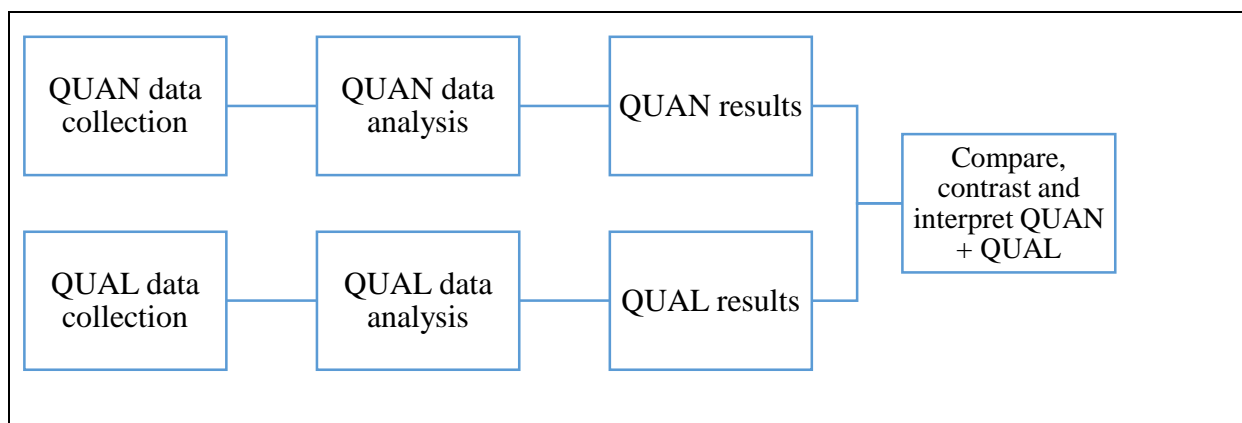 QUAN data
collection
QUAN data
analysis
QUAN results
Compare,
contrast and
interpret QUAN
+ QUAL
QUAL data
collection
QUAL data
analysis
QUAL results